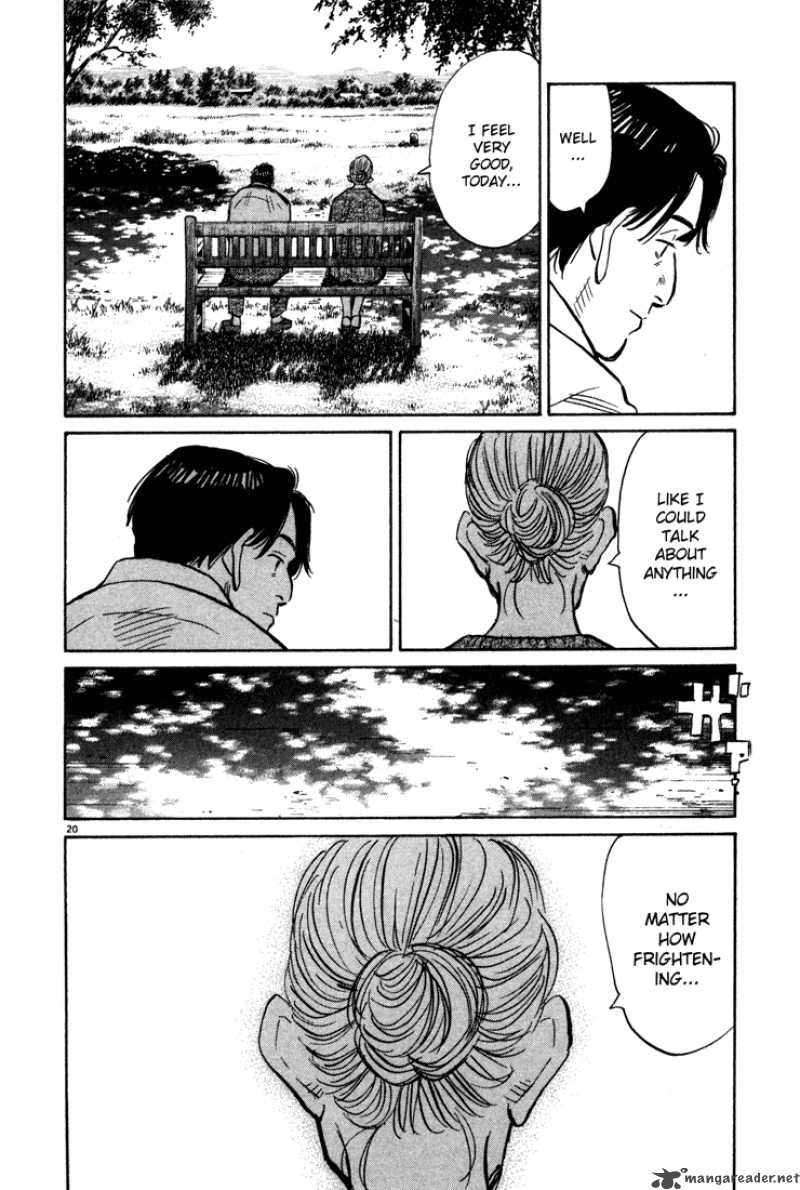 WELL
...
I FEEL
VERY
GOOD,
TODAY...
LIKE I
COULD
TALK
ABOUT
ANYTHING
...
20
NO
MATTER
HOW
FRIGHTEN-
ING...
mangareader.net